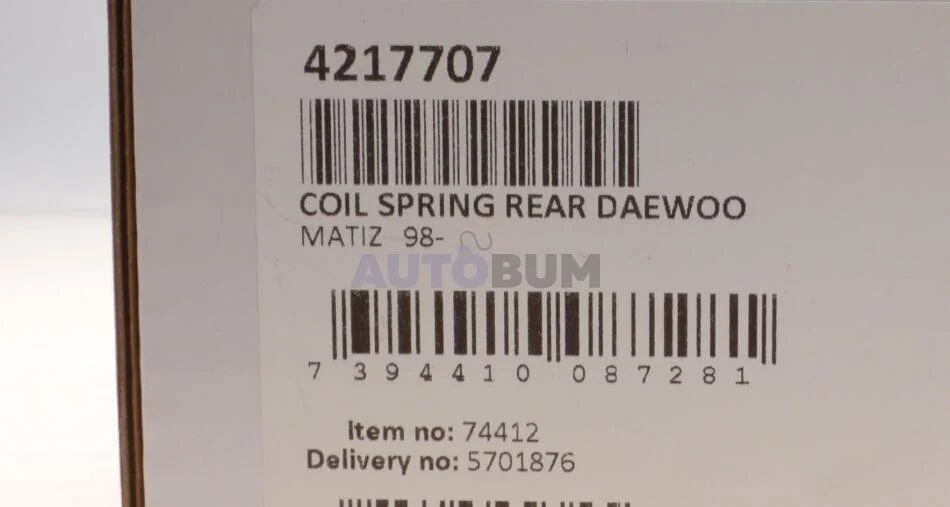 4217707
COIL SPRING REAR DAEWOO
MATIZ 98-
AUTOBUM
7 394410 087281
Item no: 74412
Delivery no: 5701876